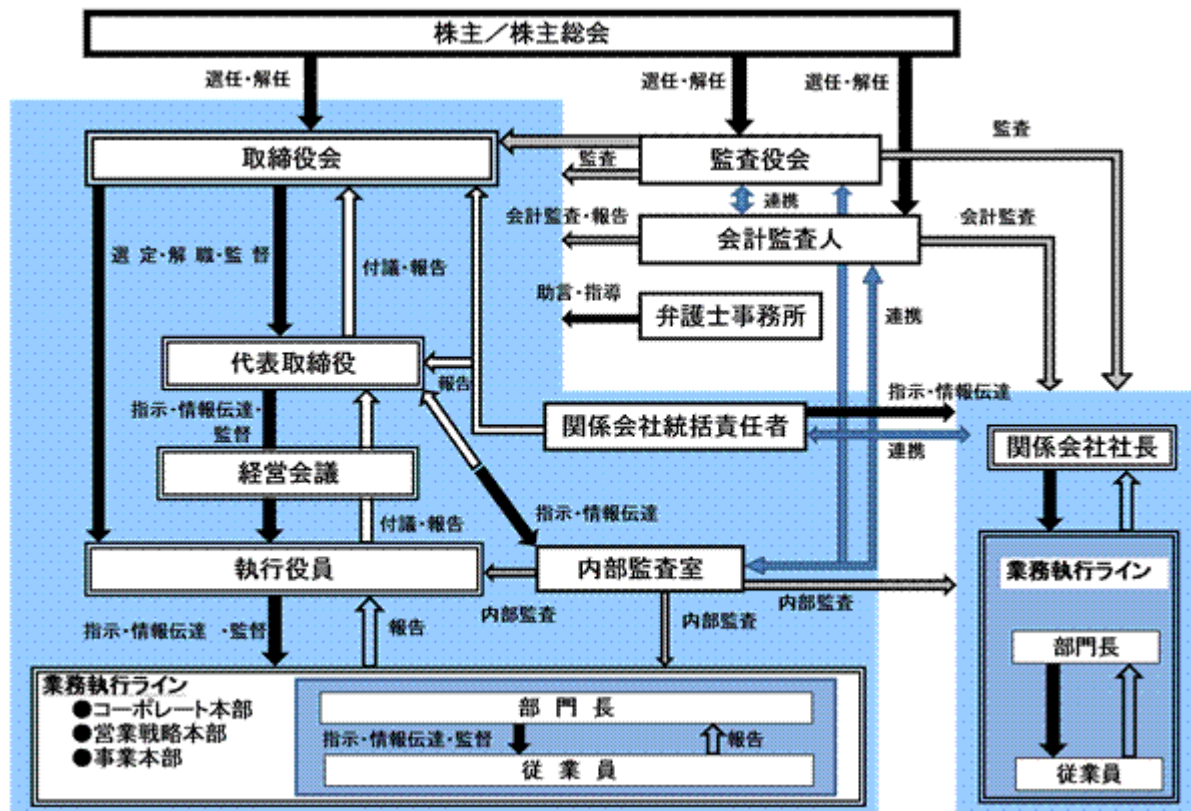 株主／株主総会
選任・解任
選任・解任
選任・解任
監査
取締役会
監査役会
監査
連携
会計監査・報告
会計監査人
会計監査
選 定・解 職・監 督
付議・報告
助言・指導
弁護士事務所
連携
代表取締役
報告
指示・情報伝達・
監督
関係会社統括責任者
指示・情報伝達
連携
関係会社社長
経営会議
付議・報告
指示・情報伝達
執行役員
内部監査室
業務執行ライン
内部監査
内部監査
内部監査
指示・情報伝達 ・監督
報告
部門長
従業員
業務執行ライン
●コーポレート本部
●営業戦略本部
●事業本部
部 門 長
指示・情報伝達・監督
報告
従 業 員